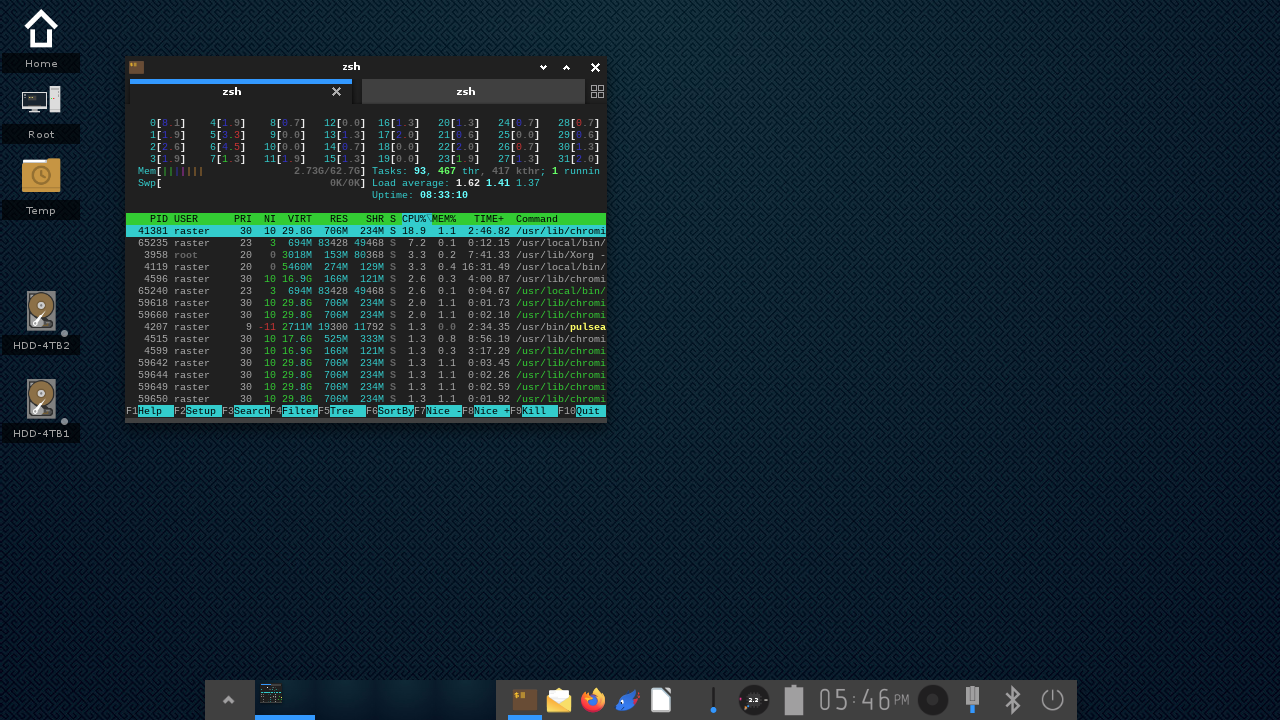 Home
Root
Temp
HDD-4TB2
HDD-4TB1
zsh
zsh
zsh
0[0.1] 4[1.9] 8[0.7] 12[0.0] 16[1.3] 20[1.3] 24[0.7] 28[0.7]
1[1.9] 5[3.3] 9[0.0] 13[1.3] 17[2.0] 21[0.6] 25[0.0] 29[0.6]
2[2.6] 6[4.5] 10[0.0] 14[0.7] 18[0.0] 22[2.0] 26[0.7] 30[1.3]
3[1.9] 7[1.3] 11[1.9] 15[1.3] 19[0.0] 23[1.9] 27[1.3] 31[2.0]
Mem[||||||| 2.73G/62.7G] Tasks: 93, 467 thr, 417 kthr; 1 runnin
Swp[ 0K/0K] Load average: 1.62 1.41 1.37
Uptime: 08:33:10
PID USER PRI NI VIRT RES SHR S CPU%▽MEM% TIME+ Command
41381 raster 30 10 29.8G 706M 234M S 18.9 1.1 2:46.82 /usr/lib/chromi
65235 raster 23 3 694M 83428 49468 S 7.2 0.1 0:12.15 /usr/local/bin/
3958 root 20 0 3018M 153M 80368 S 3.3 0.2 7:41.33 /usr/lib/Xorg -
4119 raster 20 0 5460M 274M 129M S 3.3 0.4 16:31.49 /usr/local/bin/
4596 raster 30 10 16.9G 166M 121M S 2.6 0.3 4:00.87 /usr/lib/chromi
65240 raster 23 3 694M 83428 49468 S 2.6 0.1 0:04.67 /usr/local/bin/
59618 raster 30 10 29.8G 706M 234M S 2.0 1.1 0:01.73 /usr/lib/chromi
59660 raster 30 10 29.8G 706M 234M S 2.0 1.1 0:02.10 /usr/lib/chromi
4207 raster 9 -11 2711M 19300 11792 S 1.3 0.0 2:34.35 /usr/bin/pulsea
4515 raster 30 10 17.6G 525M 333M S 1.3 0.8 8:56.19 /usr/lib/chromi
4599 raster 30 10 16.9G 166M 121M S 1.3 0.3 3:17.29 /usr/lib/chromi
59642 raster 30 10 29.8G 706M 234M S 1.3 1.1 0:03.45 /usr/lib/chromi
59644 raster 30 10 29.8G 706M 234M S 1.3 1.1 0:02.26 /usr/lib/chromi
59649 raster 30 10 29.8G 706M 234M S 1.3 1.1 0:02.59 /usr/lib/chromi
59650 raster 30 10 29.8G 706M 234M S 1.3 1.1 0:01.92 /usr/lib/chromi
F1Help F2Setup F3SearchF4FilterF5Tree F6SortByF7Nice -F8Nice +F9Kill F10Quit
2.2
05:46PM